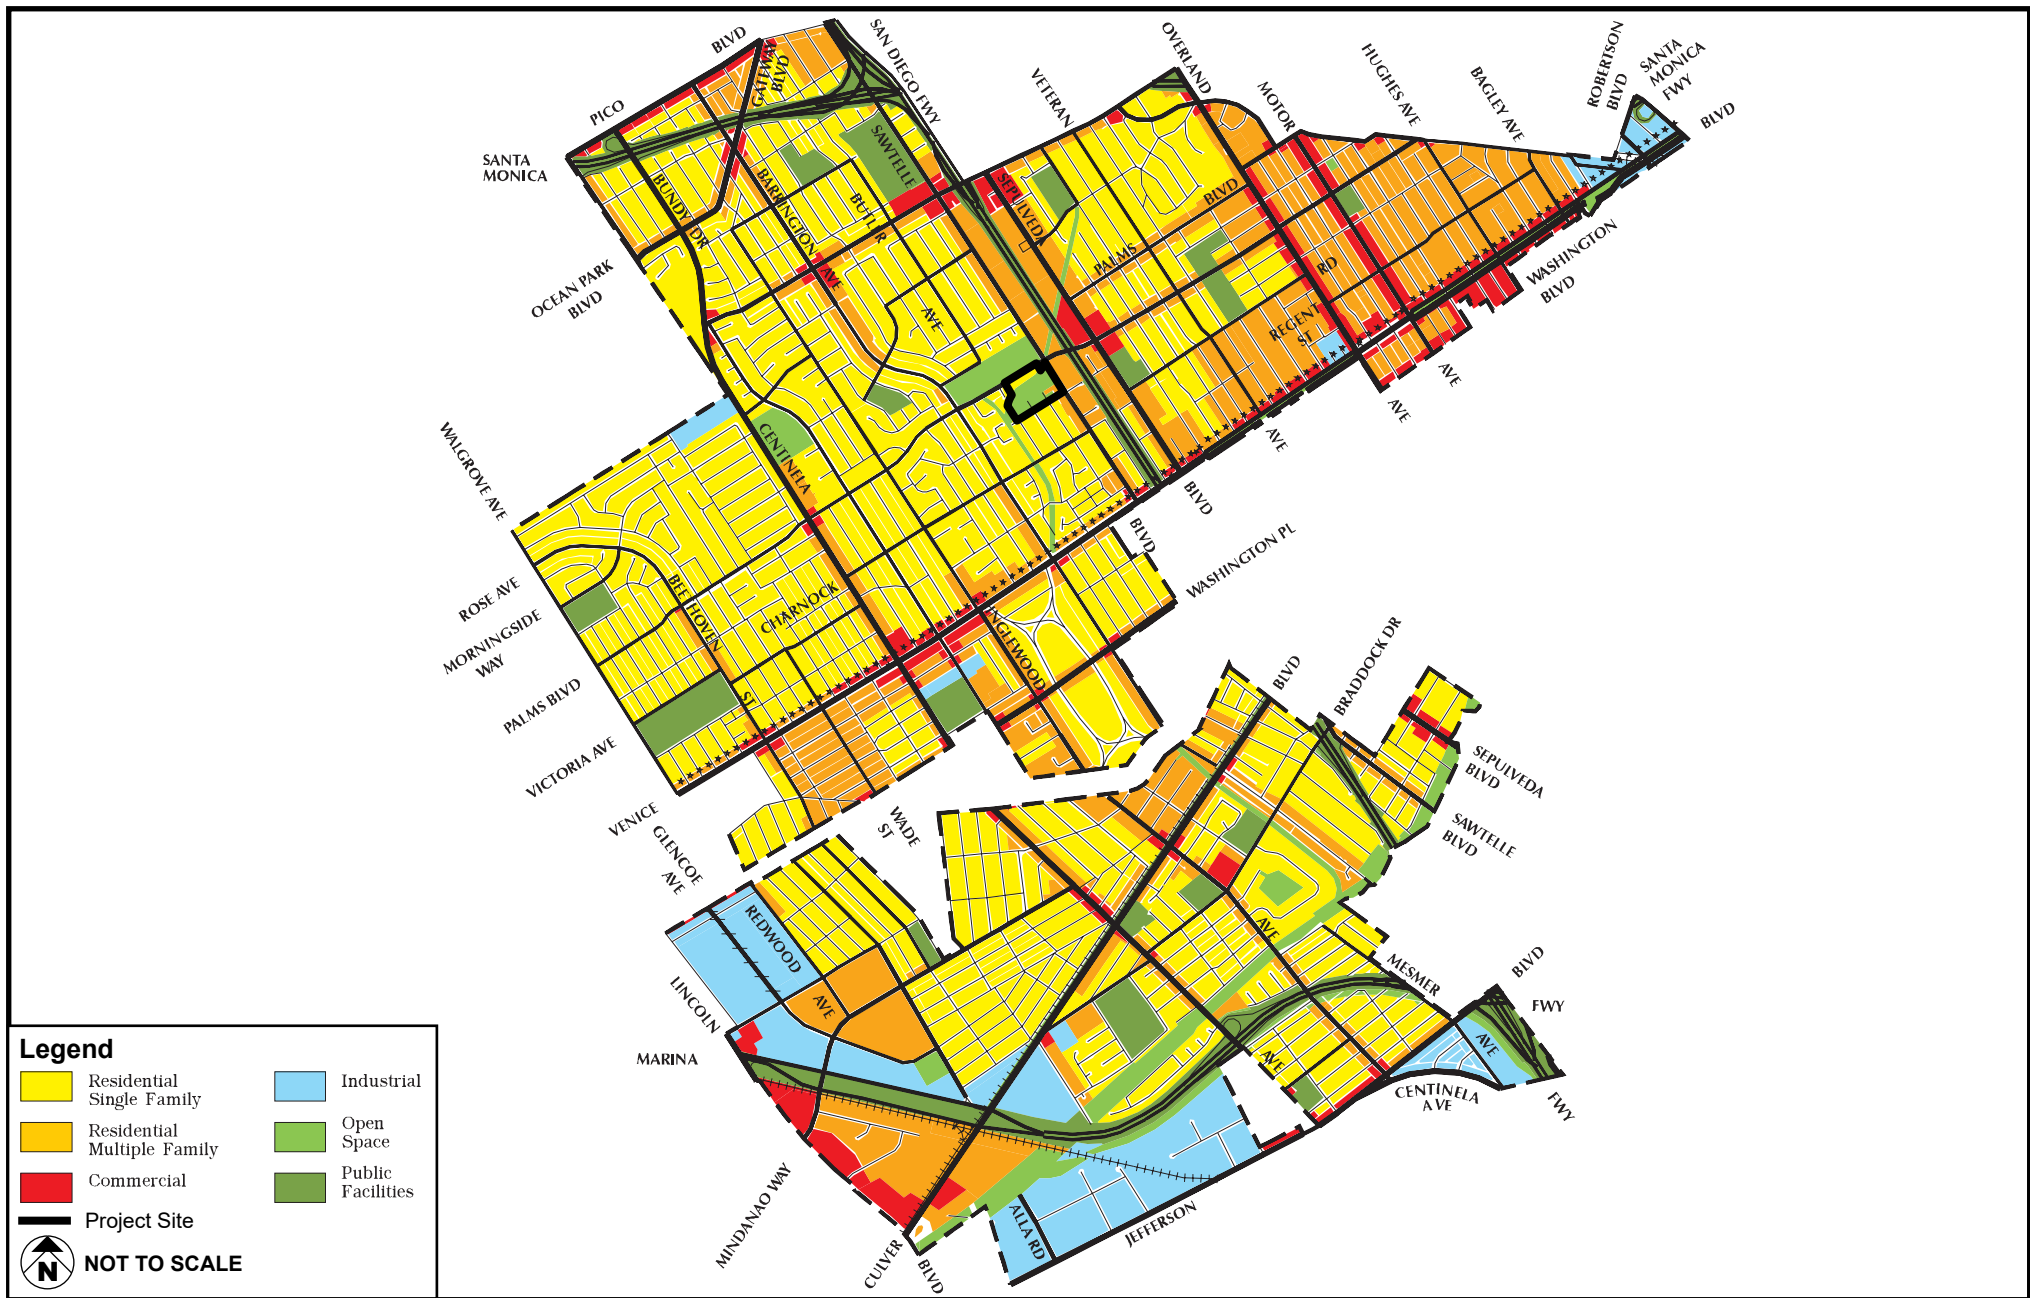 BLVD
PICO
GATEWAY
BLVD
SAN DIEGO FWY
SANTA
MONICA
SAWTELLE
VETERAN
OVERLAND
MOTOR
HUGHES AVE
BAGLEY AVE
ROBERTSON
BLVD
SANTA
MONICA
FWY
BLVD
BUNDY DR
BARRINGTON
AVE
BUTLER
AVE
SEPULVEDA
PALMS
BLVD
RD
REGENT
ST
WASHINGTON
BLVD
OCEAN PARK
BLVD
AVE
AVE
AVE
WALGROVE AVE
CENTINELA
BLVD
BLVD
WASHINGTON PL
ROSE AVE
MORNINGSIDE
WAY
BEETHOVEN
ST
CHARNOCK
INGLEWOOD
PALMS BLVD
VICTORIA AVE
VENICE
GLENCOE
AVE
WADE
ST
BLVD
BRADDOCK DR
SEPULVEDA
BLVD
SAWTELLE
BLVD
REDWOOD
AVE
LINCOLN
MARINA
AVE
MESMER
BLVD
FWY
AVE
AVE
CENTINELA
AVE
FWY
MINDANAO WAY
CULVER
BLVD
ALLA RD
JEFFERSON
Legend
Residential
Single Family
Residential
Multiple Family
Commercial
Project Site
N
NOT TO SCALE
Industrial
Open
Space
Public
Facilities